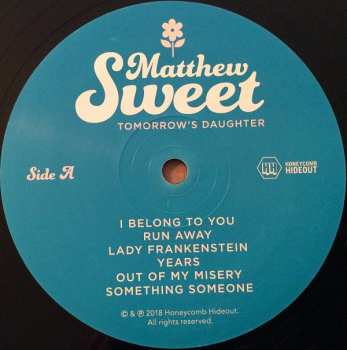 Matthew
Sweet
TOMORROW'S DAUGHTER
Side A
HH
HONEYCOMB
HIDEOUT
I BELONG TO YOU
RUN AWAY
LADY FRANKENSTEIN
YEARS
OUT OF MY MISERY
SOMETHING SOMEONE
© & ℗ 2018 Honeycomb Hideout.
All rights reserved.